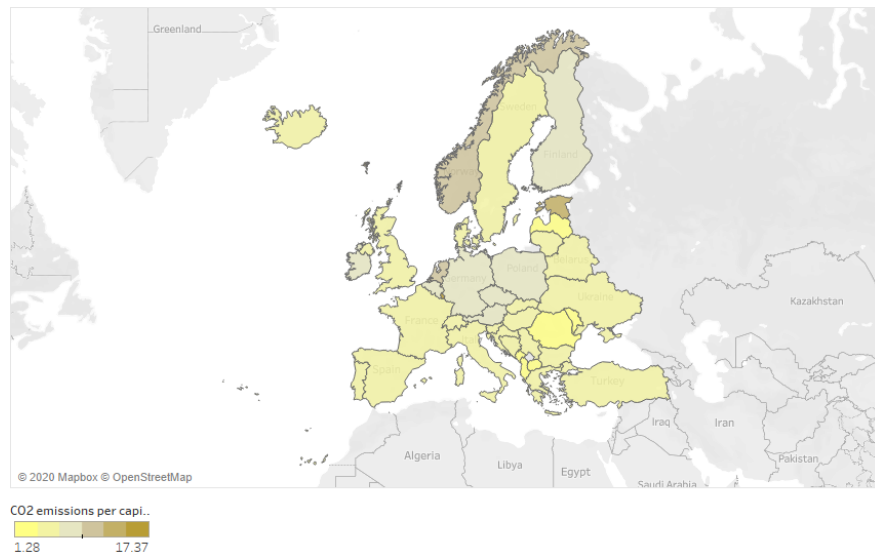 Greenland
Sweden
Finland
Norway
Belarus
Poland
Germany
Ukraine
Kazakhstan
France
Spain
Turkey
Iraq
Iran
Algeria
Libya
Egypt
Pakistan
Saudi Arabia
© 2020 Mapbox © OpenStreetMap
CO2 emissions per capi..
1.28 17.37